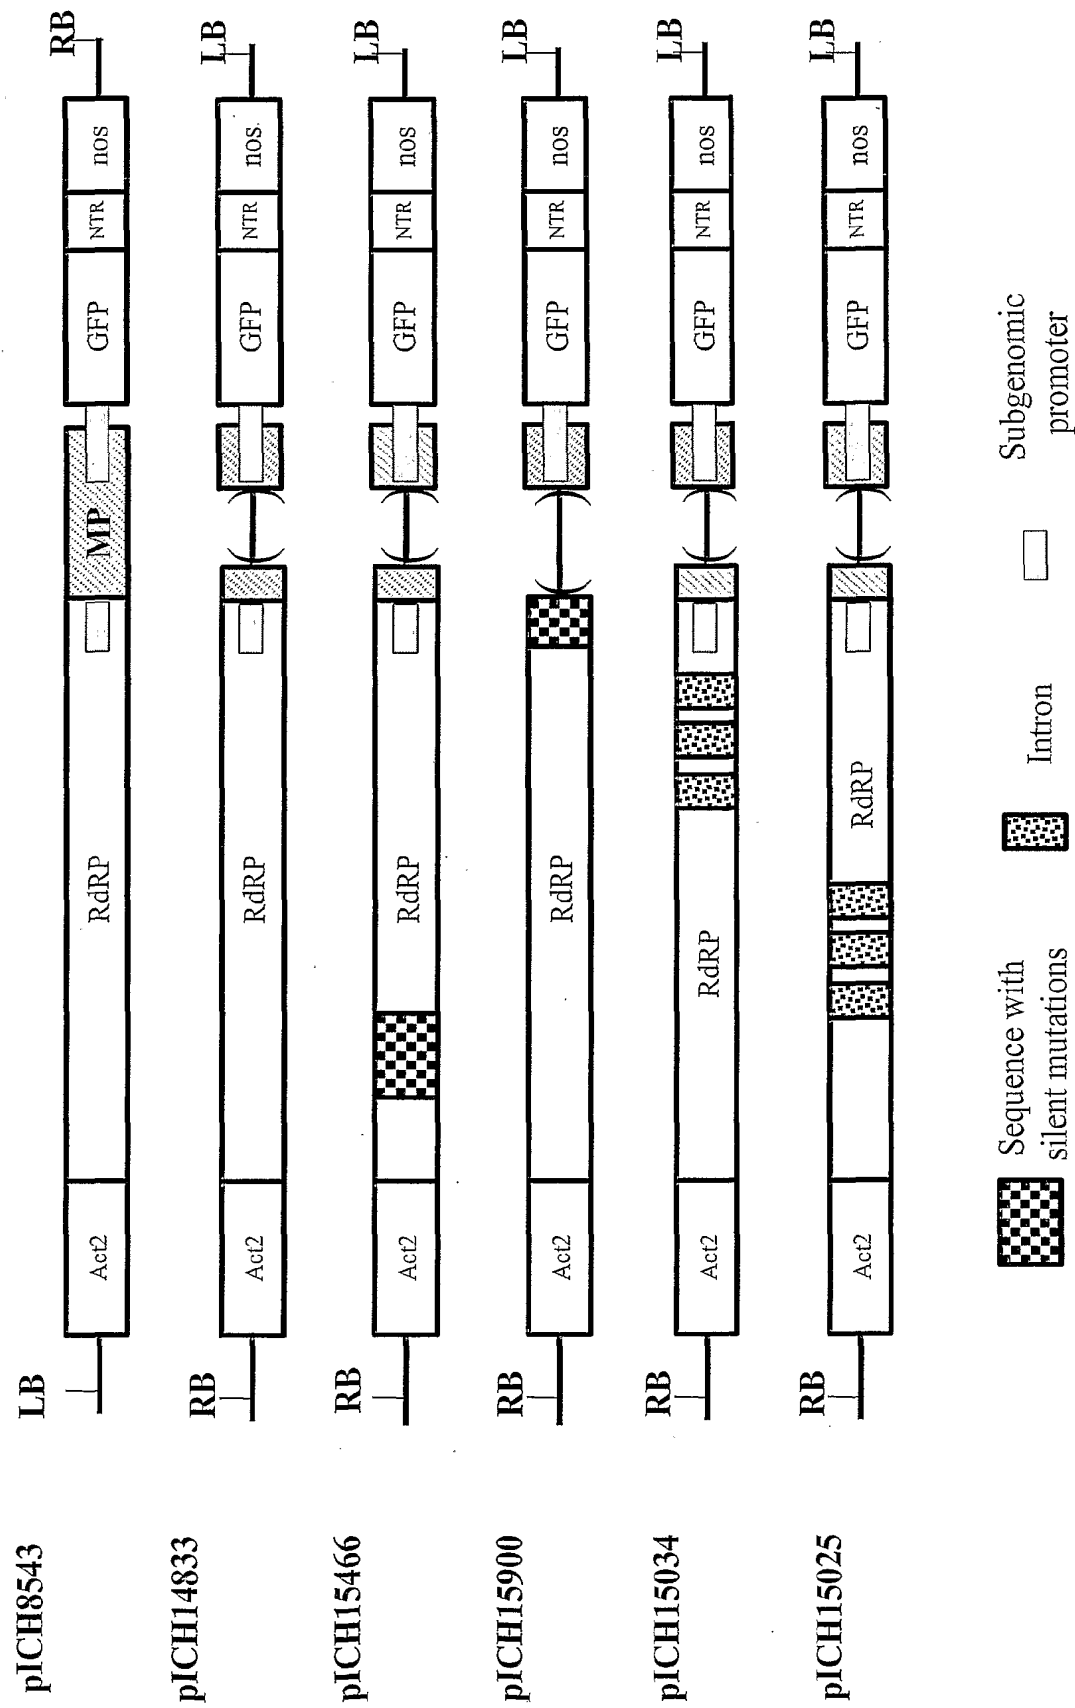 pICH8543
LB
Act2
RdRP
MP
GFP
NTR
nos
RB
pICH14833
RB
Act2
RdRP
GFP
NTR
nos
LB
pICH15466
RB
Act2
RdRP
GFP
NTR
nos
LB
pICH15900
RB
Act2
RdRP
GFP
NTR
nos
LB
pICH15034
RB
Act2
RdRP
GFP
NTR
nos
LB
pICH15025
RB
Act2
RdRP
GFP
NTR
nos
LB
Sequence with
silent mutations
Intron
Subgenomic
promoter